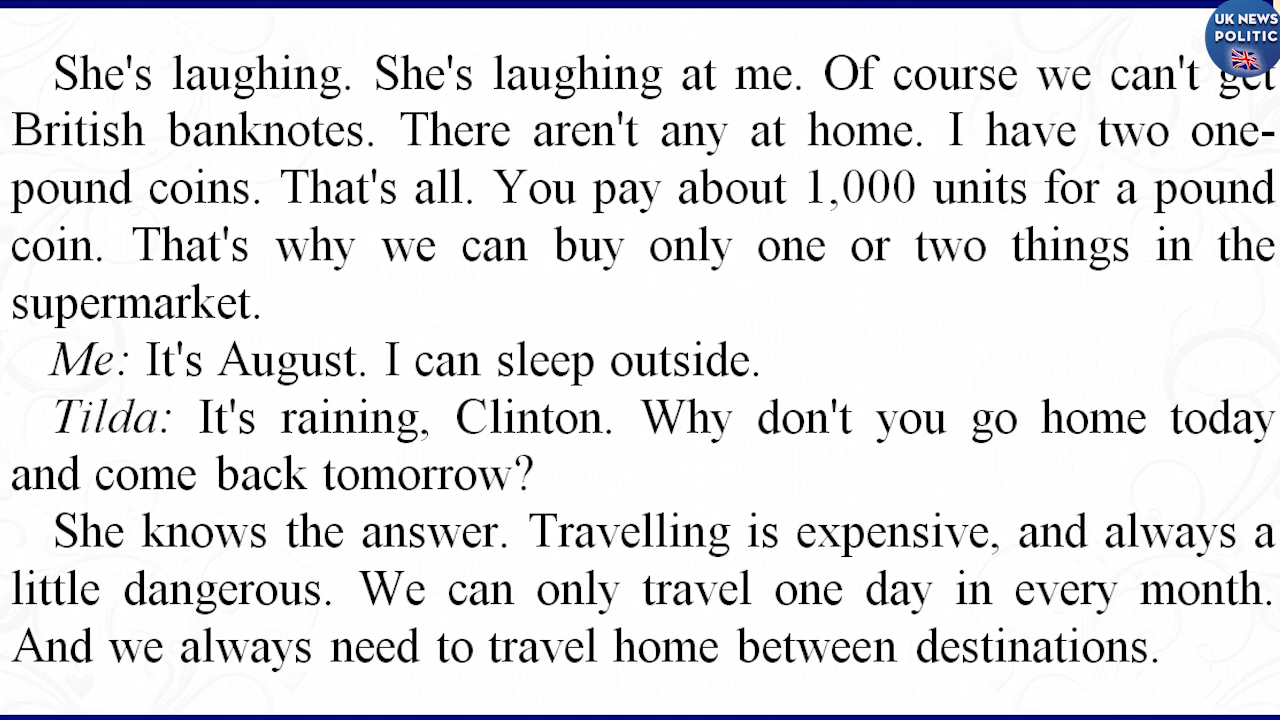 UK NEWS
POLITIC
She's laughing. She's laughing at me. Of course we can't get
British banknotes. There aren't any at home. I have two one-
pound coins. That's all. You pay about 1,000 units for a pound
coin. That's why we can buy only one or two things in the
supermarket.
Me: It's August. I can sleep outside.
Tilda: It's raining, Clinton. Why don't you go home today
and come back tomorrow?
She knows the answer. Travelling is expensive, and always a
little dangerous. We can only travel one day in every month.
And we always need to travel home between destinations.